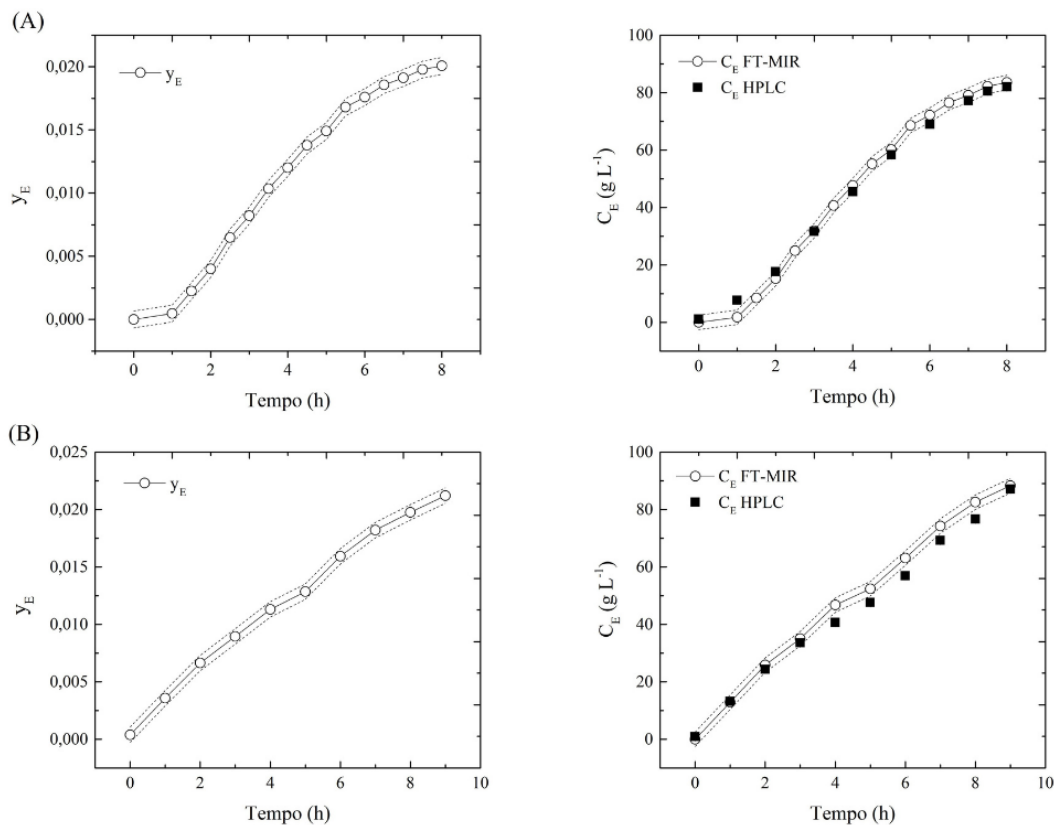 (A)
0,020
0,015
0,010
0,005
0,000
y_E
y_E
0 2 4 6 8
Tempo (h)
100
80
60
40
20
0
C_E (g L⁻¹)
C_E FT-MIR
C_E HPLC
0 2 4 6 8
Tempo (h)
(B)
0,025
0,020
0,015
0,010
0,005
0,000
y_E
y_E
0 2 4 6 8 10
Tempo (h)
100
80
60
40
20
0
C_E (g L⁻¹)
C_E FT-MIR
C_E HPLC
0 2 4 6 8 10
Tempo (h)